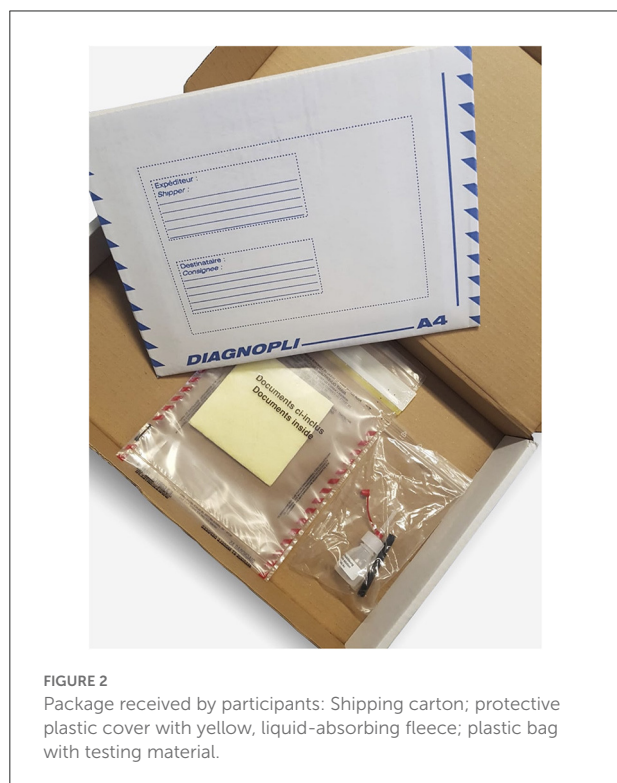 Expéditeur :
Shipper :
Destinataire :
Consignee :
DIAGNOPLI
A4
Documents ci-inclus
Documents inside
FIGURE 2
Package received by participants: Shipping carton; protective
plastic cover with yellow, liquid-absorbing fleece; plastic bag
with testing material.